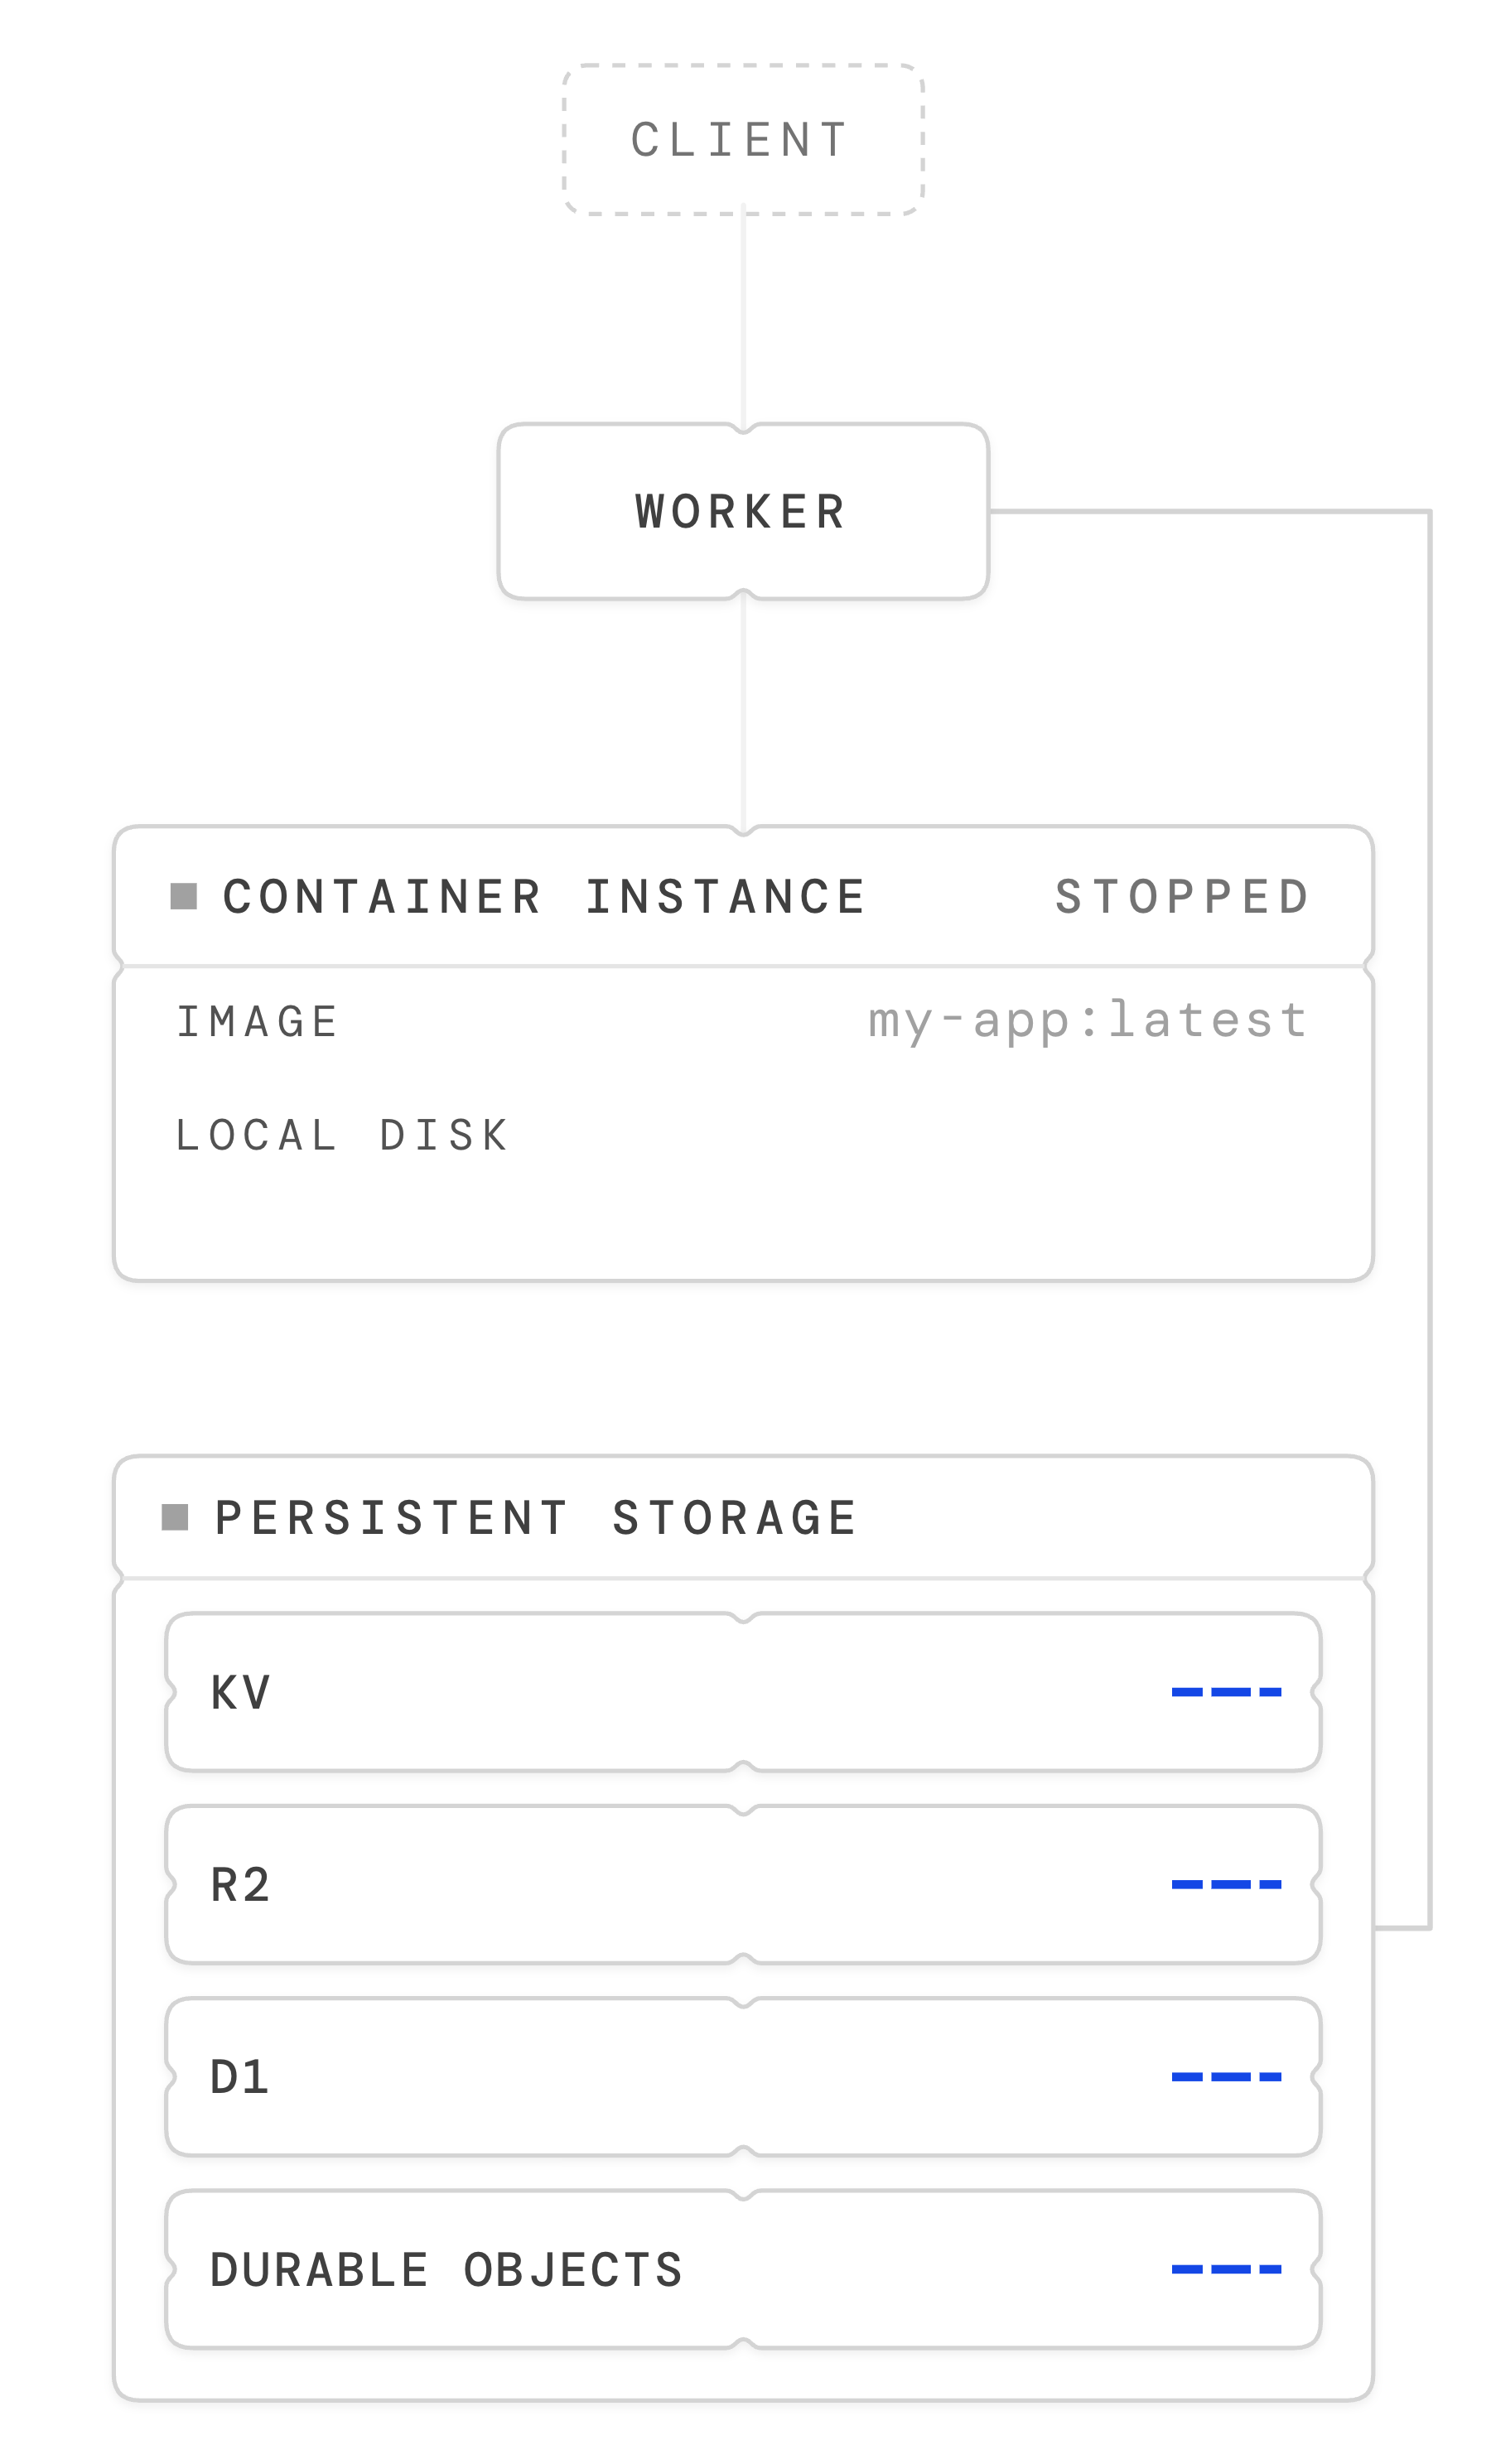 CLIENT
WORKER
CONTAINER INSTANCE STOPPED
IMAGE my-app:latest
LOCAL DISK
PERSISTENT STORAGE
KV
R2
D1
DURABLE OBJECTS